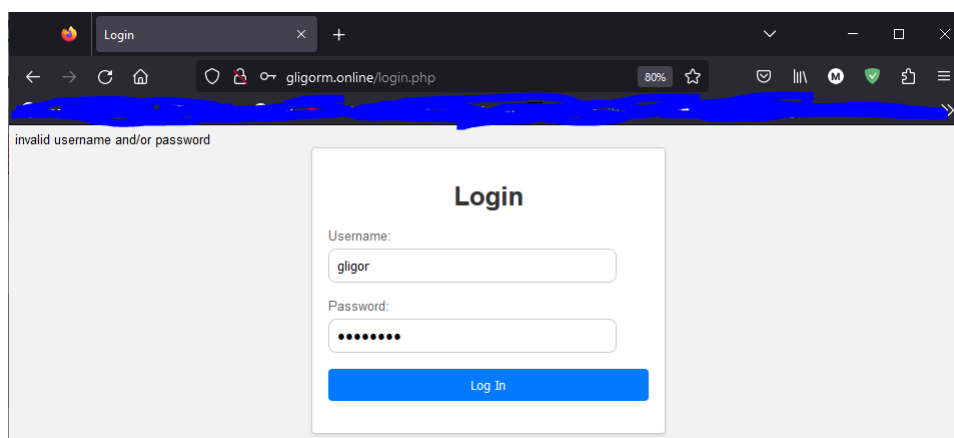 Login
gligorm.online/login.php
80%
M
invalid username and/or password
Login
Username:
gligor
Password:
Log In